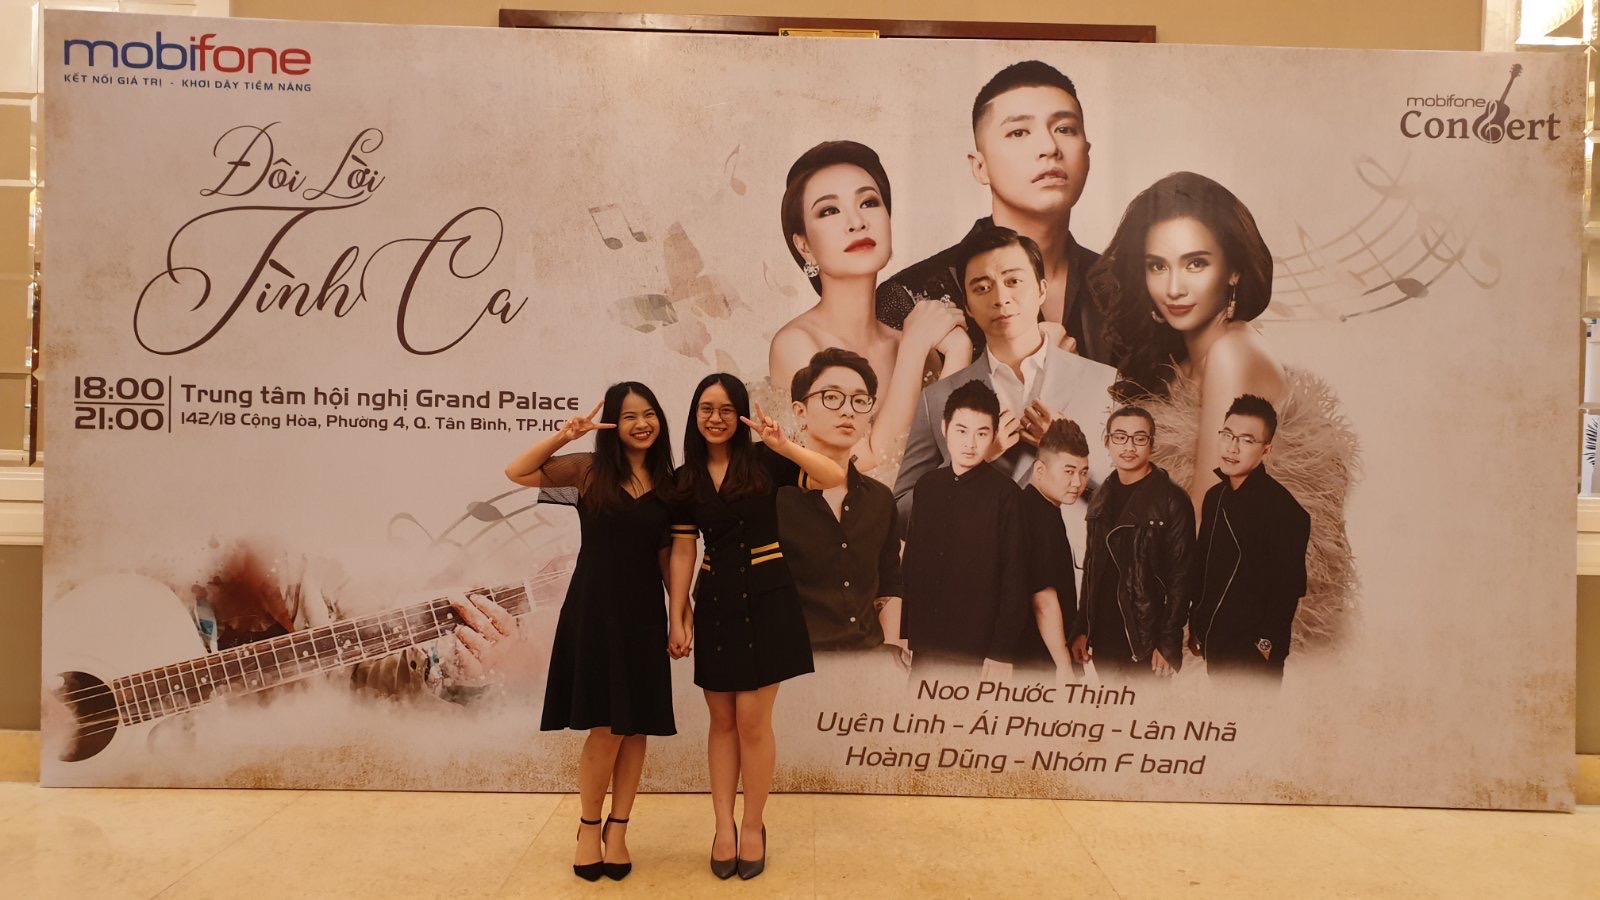 mobifone
KẾT NỐI GIÁ TRỊ - KHƠI DẬY TIỀM NĂNG
mobifone
Concert
Đôi Lời
Tình Ca
18:00
21:00
Trung tâm hội nghị Grand Palace
142/18 Cộng Hòa, Phường 4, Q. Tân Bình, TP.HC
Noo Phước Thịnh
Uyên Linh - Ái Phương - Lân Nhã
Hoàng Dũng - Nhóm F band